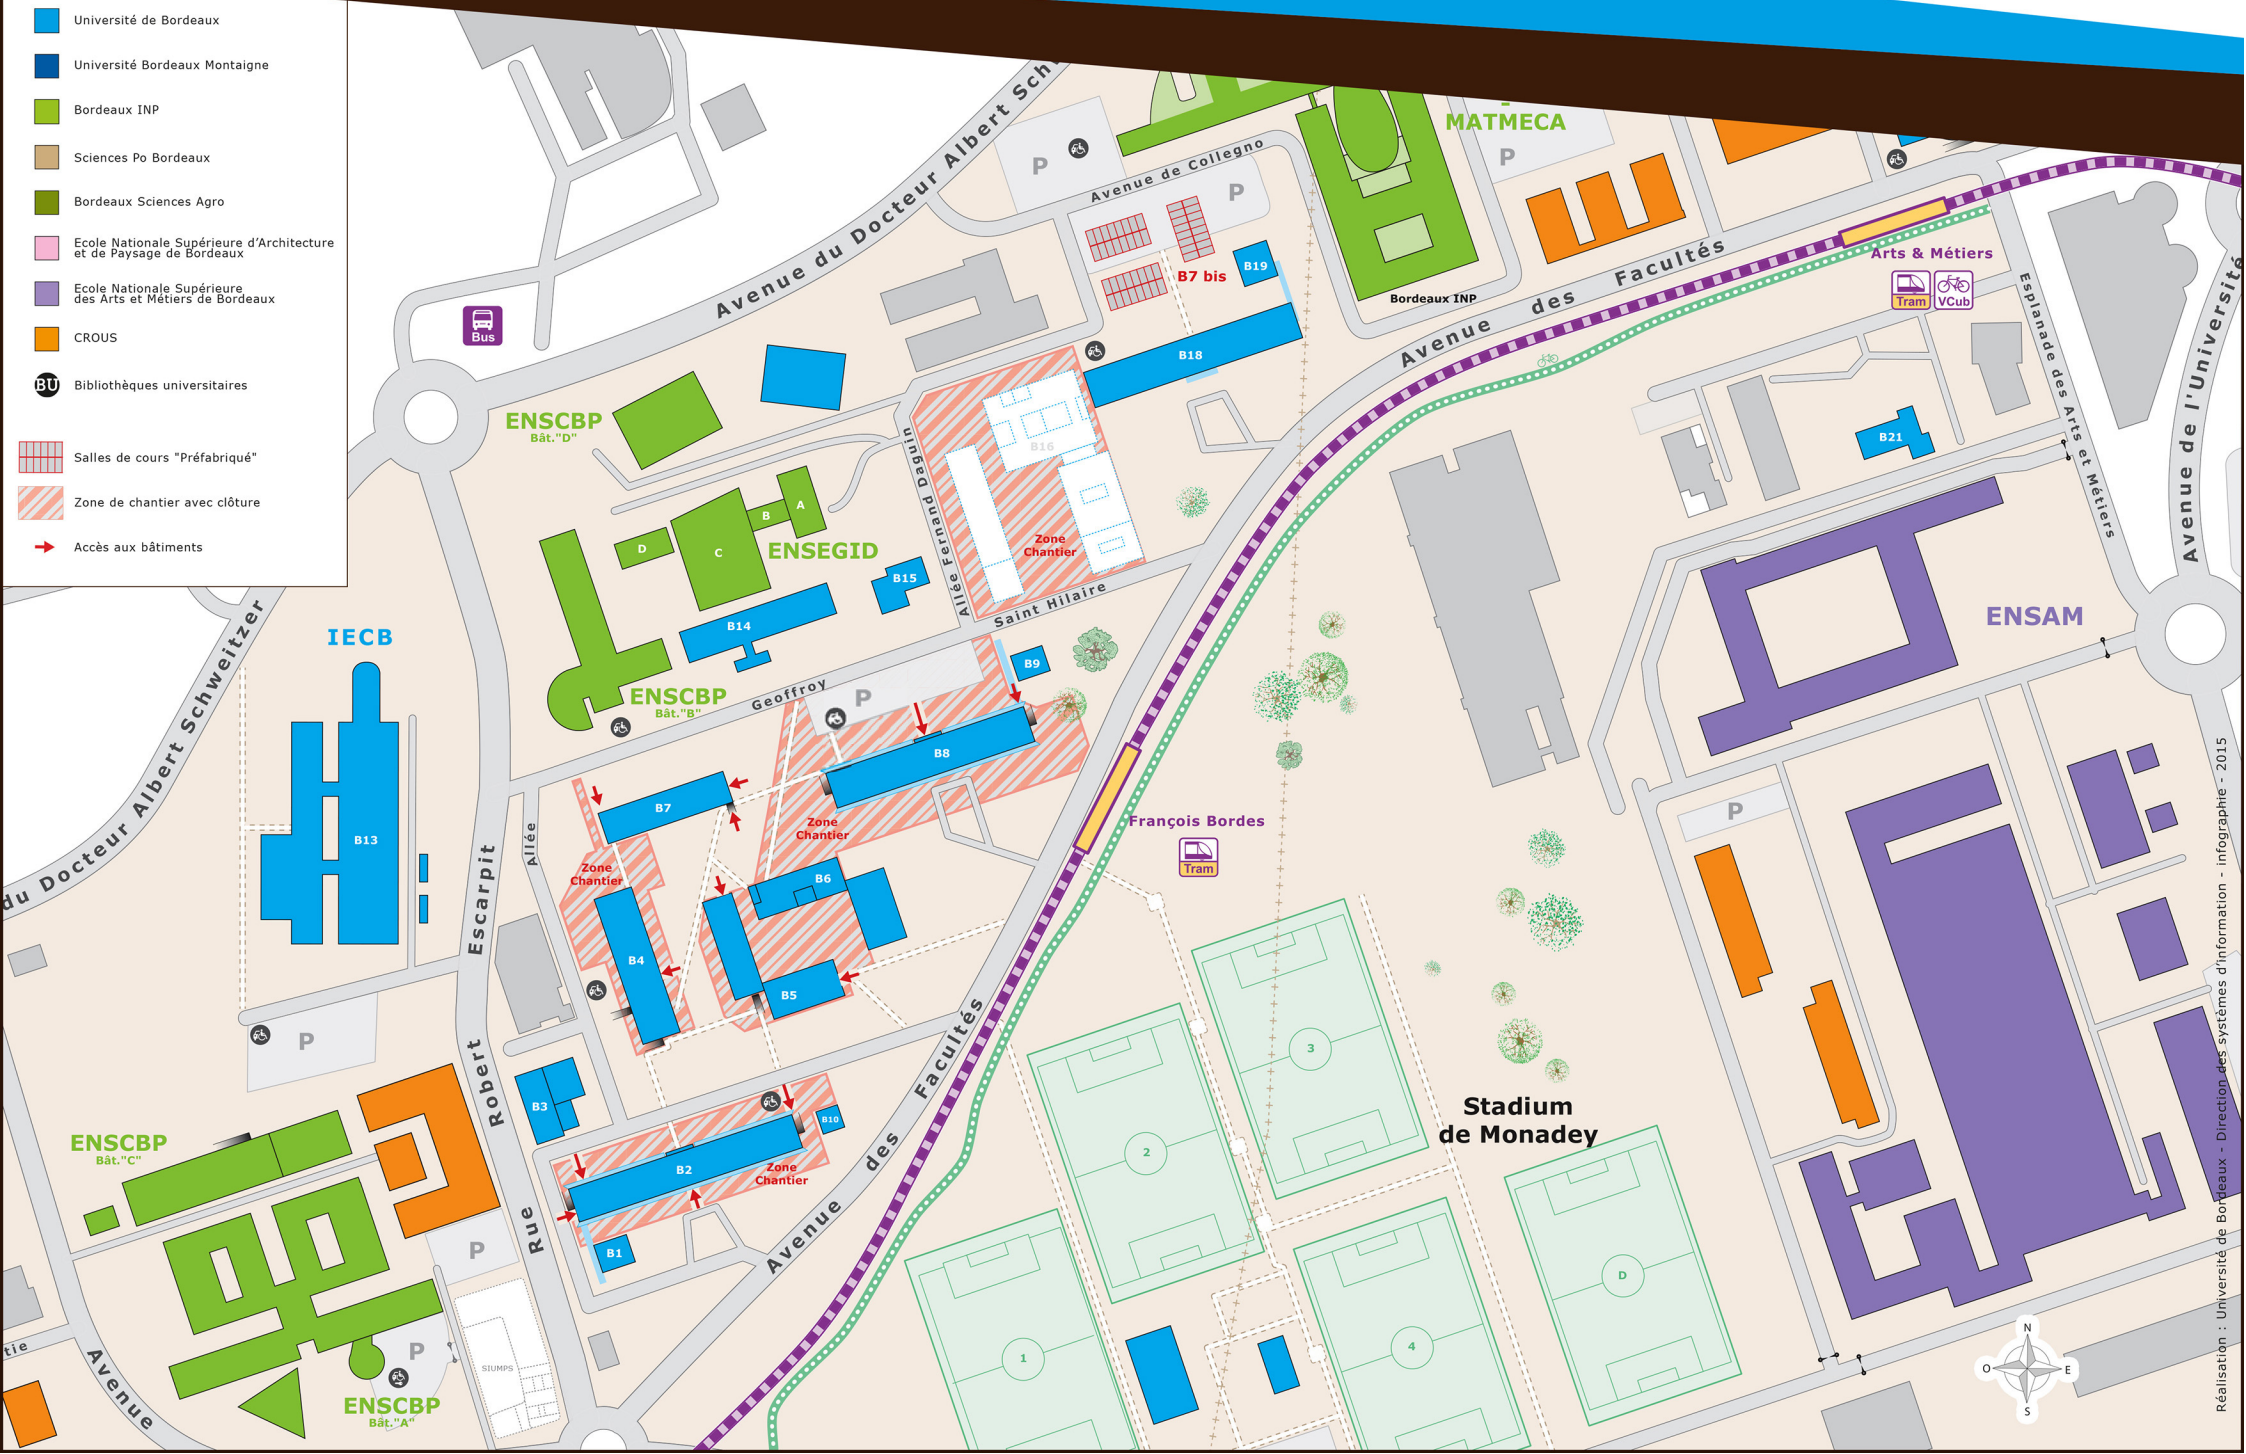 Université de Bordeaux
Université Bordeaux Montaigne
Bordeaux INP
Sciences Po Bordeaux
Bordeaux Sciences Agro
Ecole Nationale Supérieure d'Architecture
et de Paysage de Bordeaux
Ecole Nationale Supérieure
des Arts et Métiers de Bordeaux
CROUS
BU
Bibliothèques universitaires
Salles de cours "Préfabriqué"
Zone de chantier avec clôture
Accès aux bâtiments
Avenue du Docteur Albert Schw
P
Avenue de Collegno
P
MATMECA
P
B7 bis
B19
Bordeaux INP
Avenue des Facultés
Arts & Métiers
Tram
VCub
Esplanade des Arts et Métiers
Avenue de l'Université
Bus
B18
ENSCBP
Bât."D"
B16
Allée Fernand Daguin
B21
A
B
C
D
ENSEGID
Zone
Chantier
B15
B14
Geoffroy
Saint Hilaire
ENSAM
IECB
ENSCBP
Bât."B"
B9
P
B8
B7
Zone
Chantier
Zone
Chantier
François Bordes
Tram
P
B13
du Docteur Albert Schweitzer
Allée
B6
B4
B5
Rue Robert Escarpit
P
B3
B10
B2
Zone
Chantier
B1
Avenue des Facultés
3
2
1
4
D
Stadium
de Monadey
ENSCBP
Bât."C"
P
P
SIUMPS
ENSCBP
Bât."A"
tie
Avenue
N
O
E
S
Réalisation : Université de Bordeaux - Direction des systèmes d'information - infographie - 2015